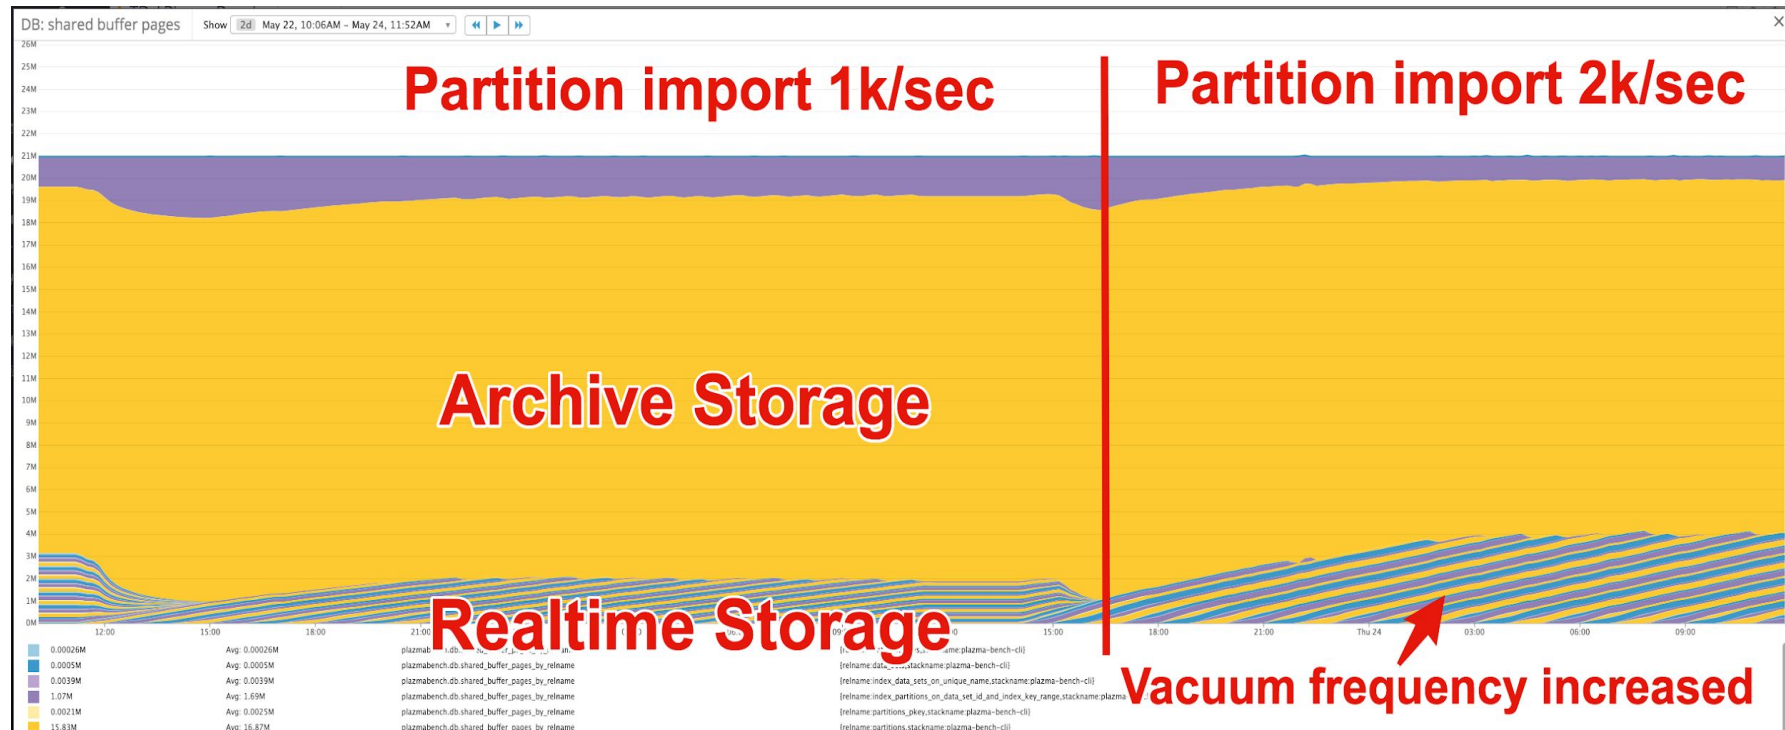 DB: shared buffer pages Show 2d May 22, 10:06AM – May 24, 11:52AM
26M
25M
24M
23M
22M
21M
20M
19M
18M
17M
16M
15M
14M
13M
12M
11M
10M
9M
8M
7M
6M
5M
4M
3M
2M
1M
0M
Partition import 1k/sec
Partition import 2k/sec
Archive Storage
Realtime Storage
12:00 15:00 18:00 21:00 15:00 18:00 21:00 Thu 24 03:00 06:00 09:00
Vacuum frequency increased
0.00026M Avg: 0.00026M
0.0005M Avg: 0.0005M plazmabench.db.shared_buffer_pages_by_relname
0.0039M Avg: 0.0039M plazmabench.db.shared_buffer_pages_by_relname {relname:index_data_sets_on_unique_name,stackname:plazma-bench-cli}
1.07M Avg: 1.69M plazmabench.db.shared_buffer_pages_by_relname
0.0021M Avg: 0.0025M plazmabench.db.shared_buffer_pages_by_relname {relname:partitions_pkey,stackname:plazma-bench-cli}
15.83M Avg: 16.87M plazmabench.db.shared_buffer_pages_by_relname {relname:partitions,stackname:plazma-bench-cli}